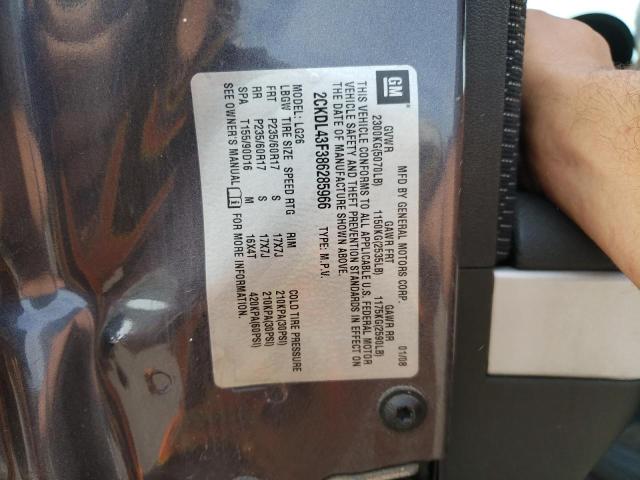 GM
MFD BY GENERAL MOTORS CORP. 01/08
GVWR GAWR FRT GAWR RR
2300KG(5070LB) 1150KG(2535LB) 1175KG(2590LB)
THIS VEHICLE CONFORMS TO ALL APPLICABLE U.S. FEDERAL MOTOR
VEHICLE SAFETY AND THEFT PREVENTION STANDARDS IN EFFECT ON
THE DATE OF MANUFACTURE SHOWN ABOVE.
2CKDL43F386285966 TYPE: M.P.V.
MODEL: LG26
LBGW TIRE SIZE SPEED RTG RIM COLD TIRE PRESSURE
FRT P235/60R17 S 17X7J 210KPA(30PSI)
RR P235/60R17 S 17X7J 210KPA(30PSI)
SPA T155/90D16 M 16X4T 420KPA(60PSI)
SEE OWNER'S MANUAL FOR MORE INFORMATION.